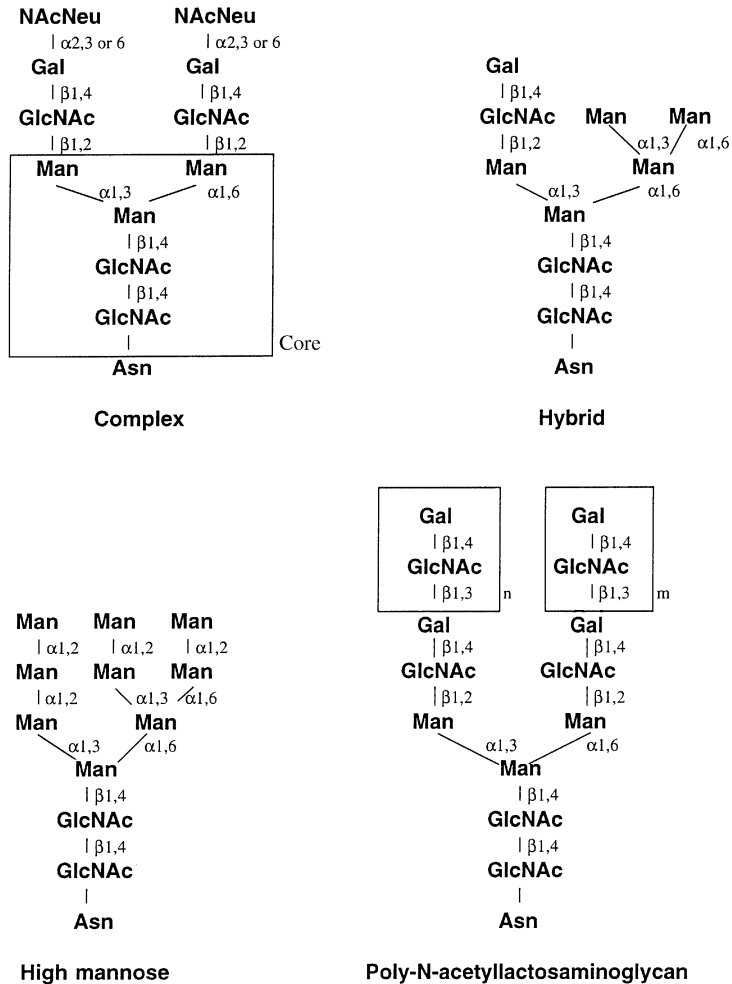 NAcNeu NAcNeu
α2,3 or 6 α2,3 or 6
Gal Gal
β1,4 β1,4
GlcNAc GlcNAc
β1,2 β1,2
Man Man
α1,3 α1,6
Man
β1,4
GlcNAc
β1,4
GlcNAc
Core
Asn
Complex
Gal
β1,4
GlcNAc Man Man
β1,2 α1,3 α1,6
Man Man
α1,3 α1,6
Man
β1,4
GlcNAc
β1,4
GlcNAc
Asn
Hybrid
Man Man Man
α1,2 α1,2 α1,2
Man Man Man
α1,2 α1,3 α1,6
Man Man
α1,3 α1,6
Man
β1,4
GlcNAc
β1,4
GlcNAc
Asn
High mannose
Gal Gal
β1,4 β1,4
GlcNAc GlcNAc
β1,3 n β1,3 m
Gal Gal
β1,4 β1,4
GlcNAc GlcNAc
β1,2 β1,2
Man Man
α1,3 α1,6
Man
β1,4
GlcNAc
β1,4
GlcNAc
Asn
Poly-N-acetyllactosaminoglycan